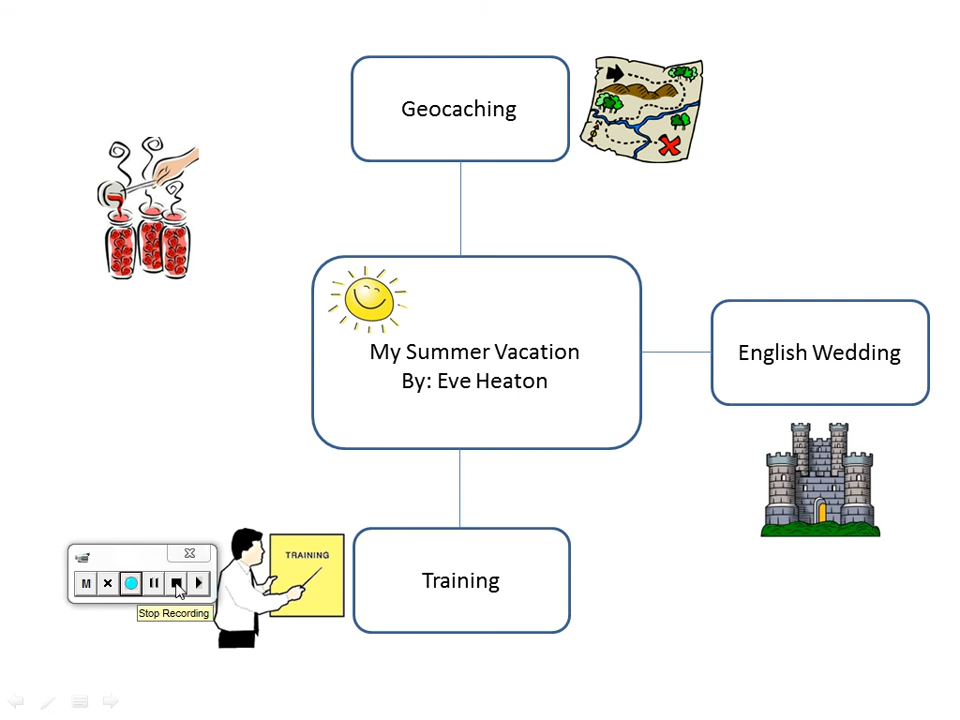 Geocaching
My Summer Vacation
By: Eve Heaton
English Wedding
TRAINING
Training
M
Stop Recording